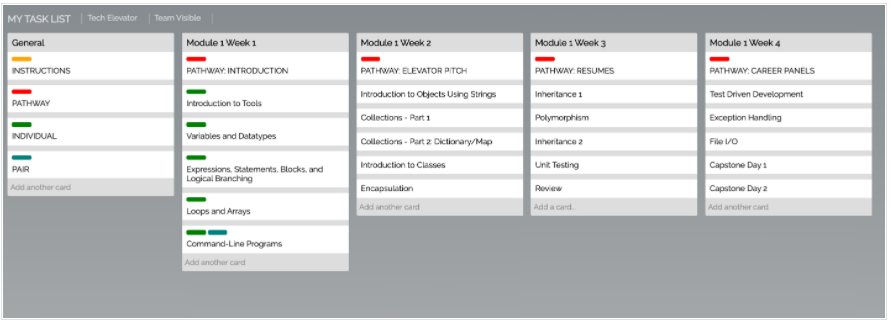 MY TASK LIST | Tech Elevator | Team Visible |
General
INSTRUCTIONS
PATHWAY
INDIVIDUAL
PAIR
Add another card
Module 1 Week 1
PATHWAY: INTRODUCTION
Introduction to Tools
Variables and Datatypes
Expressions, Statements, Blocks, and
Logical Branching
Loops and Arrays
Command-Line Programs
Add another card
Module 1 Week 2
PATHWAY: ELEVATOR PITCH
Introduction to Objects Using Strings
Collections - Part 1
Collections - Part 2: Dictionary/Map
Introduction to Classes
Encapsulation
Add another card
Module 1 Week 3
PATHWAY: RESUMES
Inheritance 1
Polymorphism
Inheritance 2
Unit Testing
Review
Add a card...
Module 1 Week 4
PATHWAY: CAREER PANELS
Test Driven Development
Exception Handling
File I/O
Capstone Day 1
Capstone Day 2
Add another card